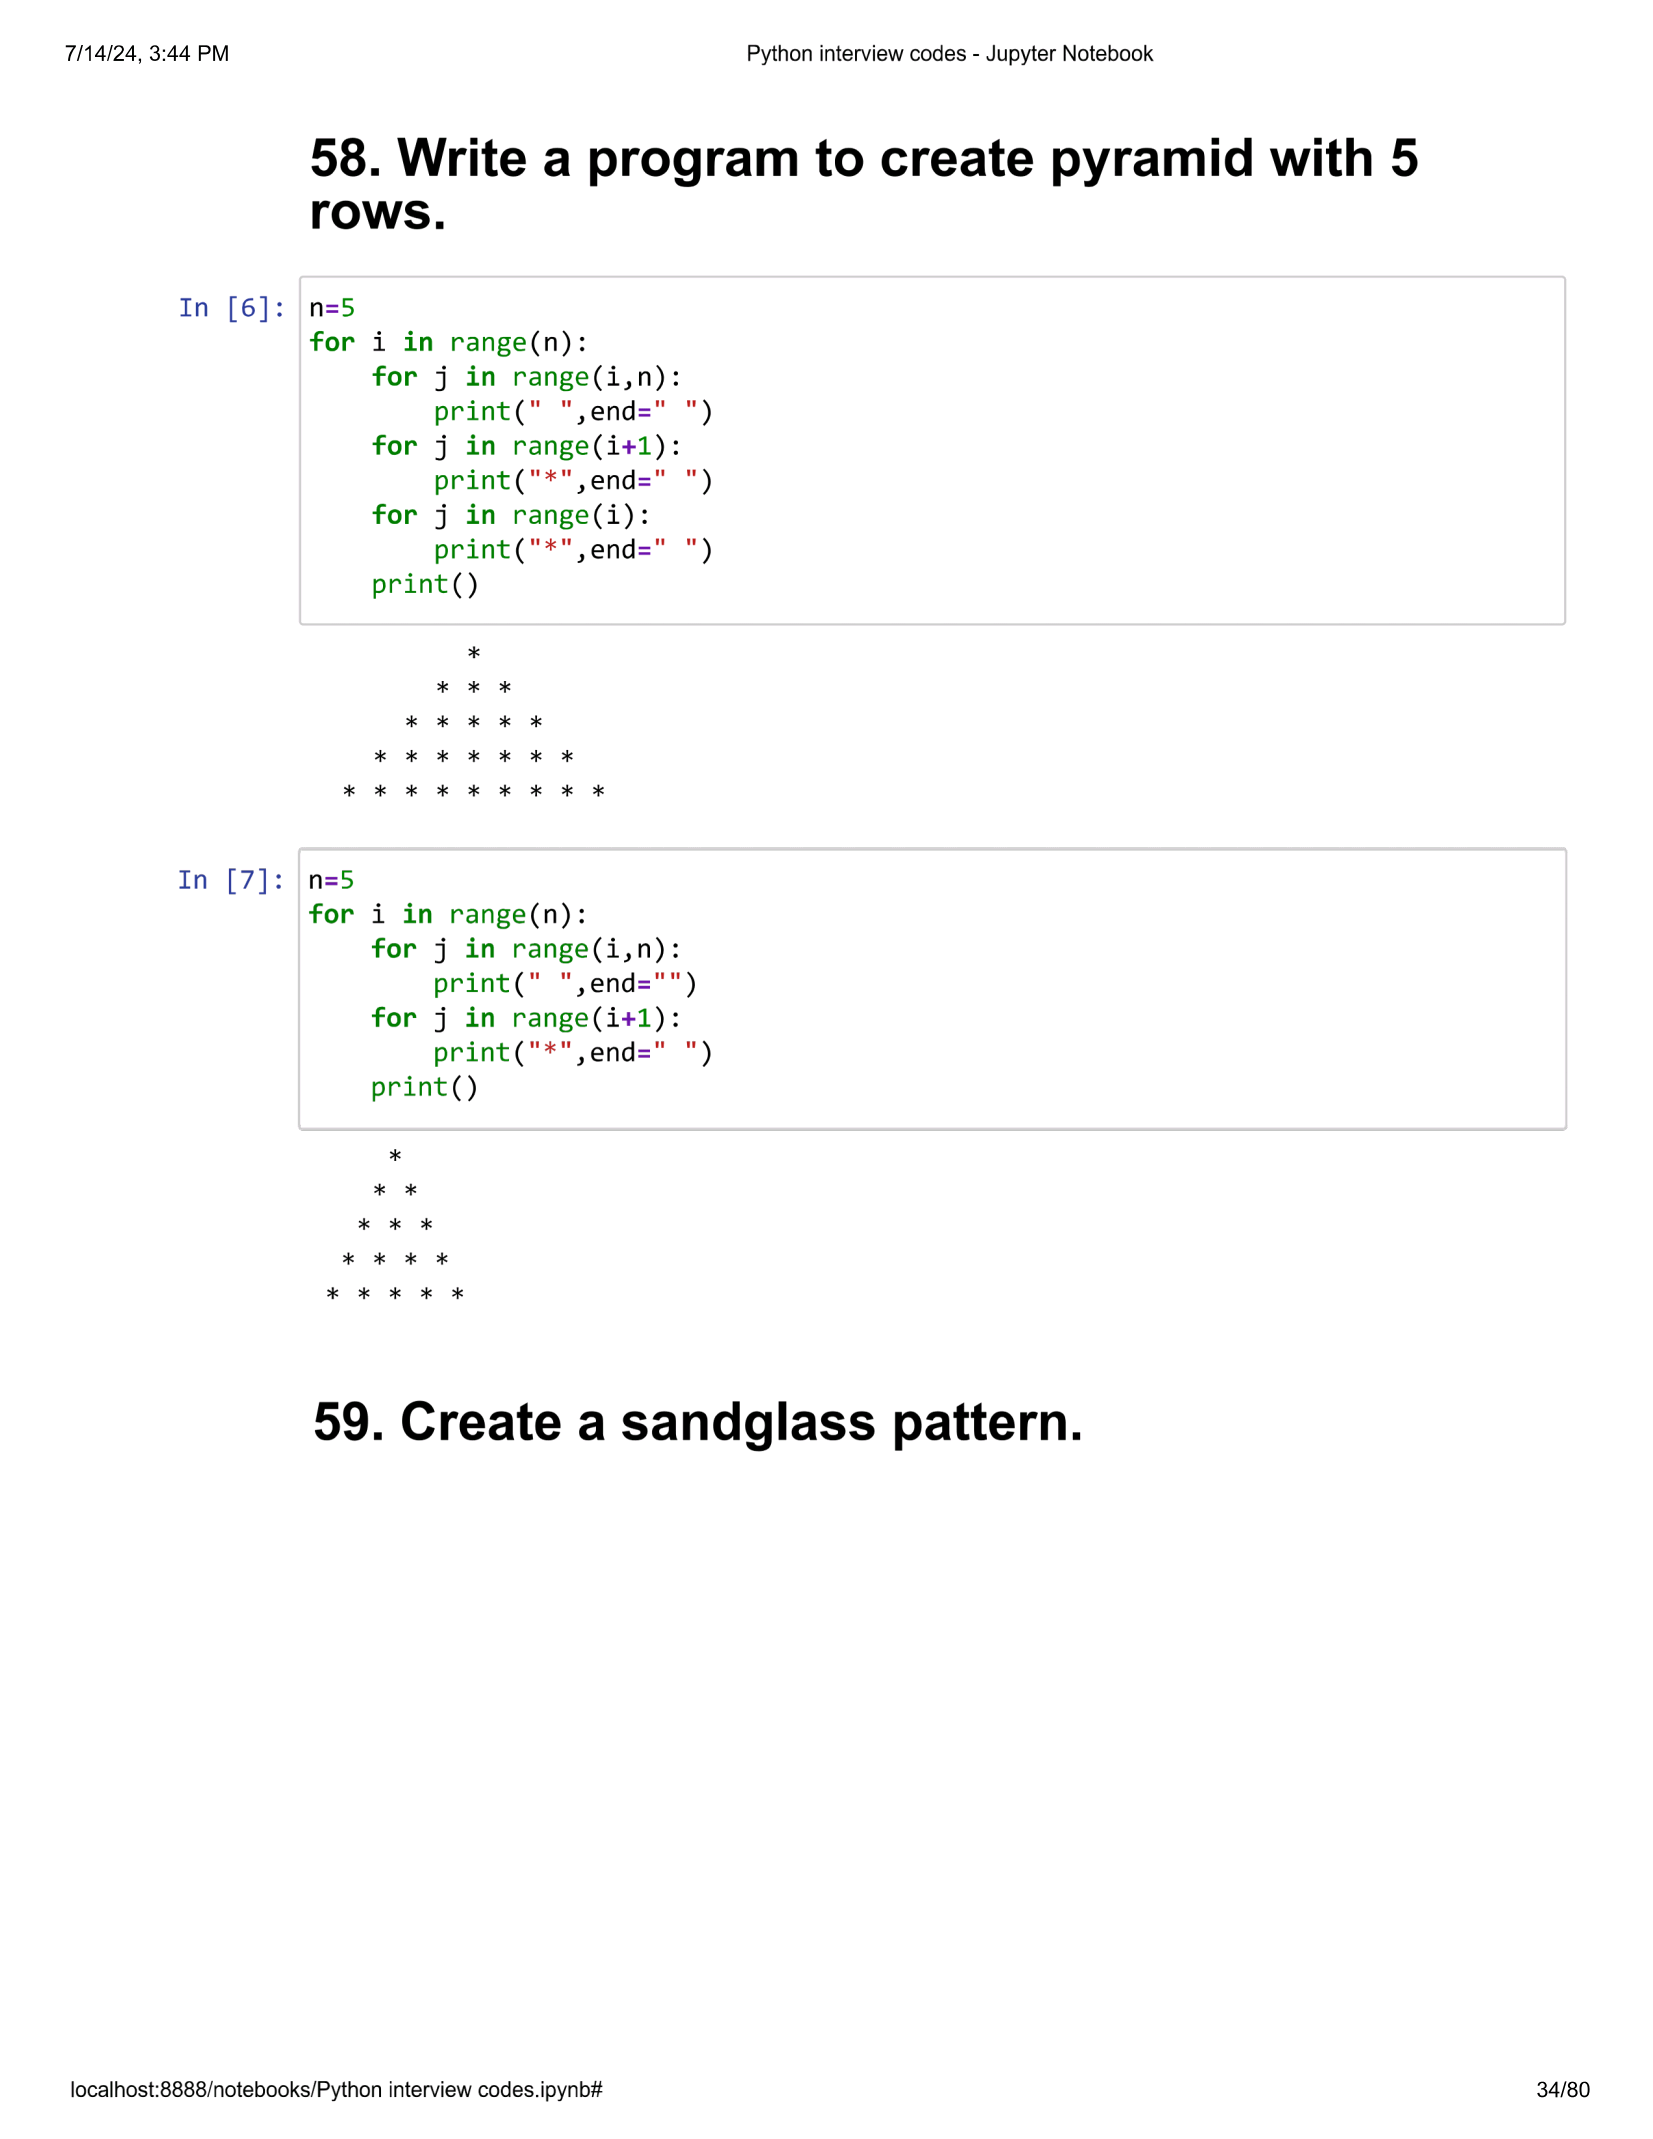 7/14/24, 3:44 PM Python interview codes - Jupyter Notebook
58. Write a program to create pyramid with 5
rows.
In [6]: n=5
for i in range(n):
    for j in range(i,n):
        print(" ",end=" ")
    for j in range(i+1):
        print("*",end=" ")
    for j in range(i):
        print("*",end=" ")
    print()
          *
        * * *
      * * * * *
    * * * * * * *
  * * * * * * * * *
In [7]: n=5
for i in range(n):
    for j in range(i,n):
        print(" ",end="")
    for j in range(i+1):
        print("*",end=" ")
    print()
     *
    * *
   * * *
  * * * *
 * * * * *
59. Create a sandglass pattern.
localhost:8888/notebooks/Python interview codes.ipynb# 34/80